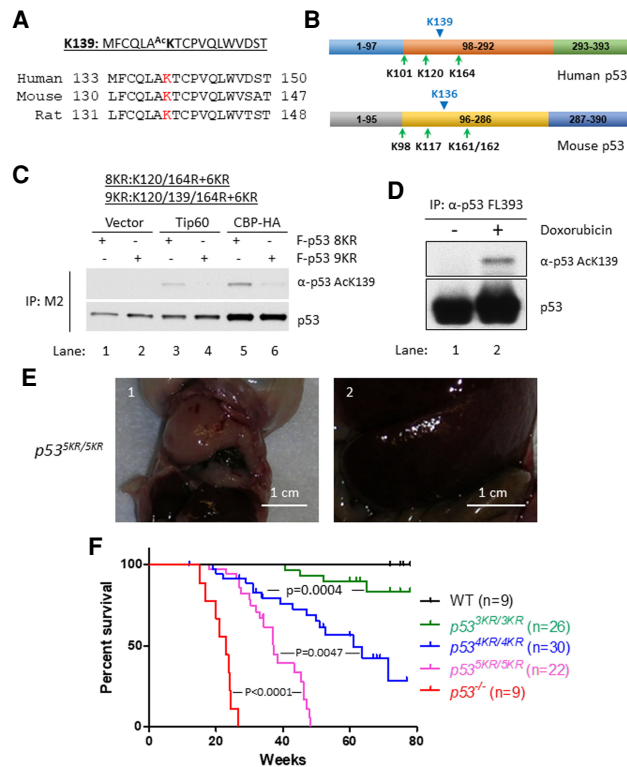 A
K139: MFCQLAAcKTCPVQLWVDST
Human 133 MFCQLAKTCPVQLWVDST 150
Mouse 130 LFCQLAKTCPVQLWVSAT 147
Rat 131 LFCQLAKTCPVQLWVTST 148
B
K139
1-97 98-292 293-393
K101 K120 K164
Human p53
K136
1-95 96-286 287-390
K98 K117 K161/162
Mouse p53
C
8KR:K120/164R+6KR
9KR:K120/139/164R+6KR
Vector Tip60 CBP-HA
+ - + - + - F-p53 8KR
- + - + - + F-p53 9KR
IP: M2
α-p53 AcK139
p53
Lane: 1 2 3 4 5 6
D
IP: α-p53 FL393
- + Doxorubicin
α-p53 AcK139
p53
Lane: 1 2
E
p53 5KR/5KR
1
1 cm
2
1 cm
F
Percent survival
100
50
0
0 20 40 60 80
Weeks
p=0.0004
P=0.0047
P<0.0001
WT (n=9)
p53 3KR/3KR (n=26)
p53 4KR/4KR (n=30)
p53 5KR/5KR (n=22)
p53 -/- (n=9)